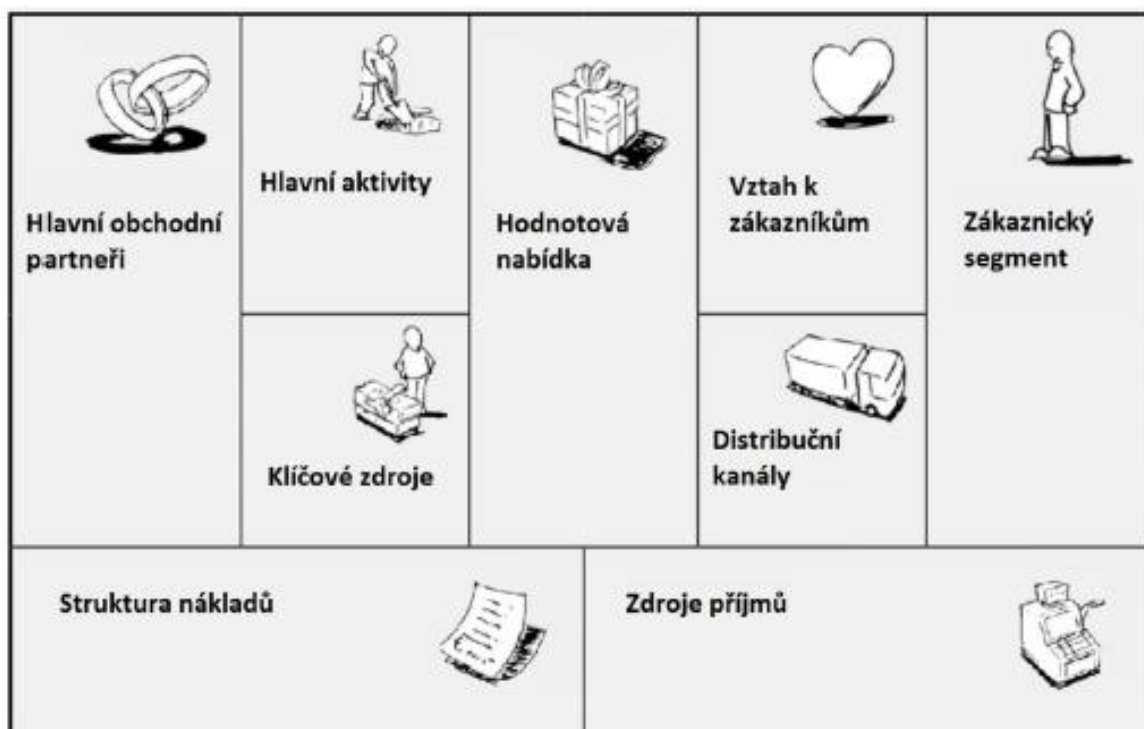 Hlavní obchodní
partneři
Hlavní aktivity
Klíčové zdroje
Hodnotová
nabídka
Vztah k
zákazníkům
Distribuční
kanály
Zákaznický
segment
Struktura nákladů
Zdroje příjmů